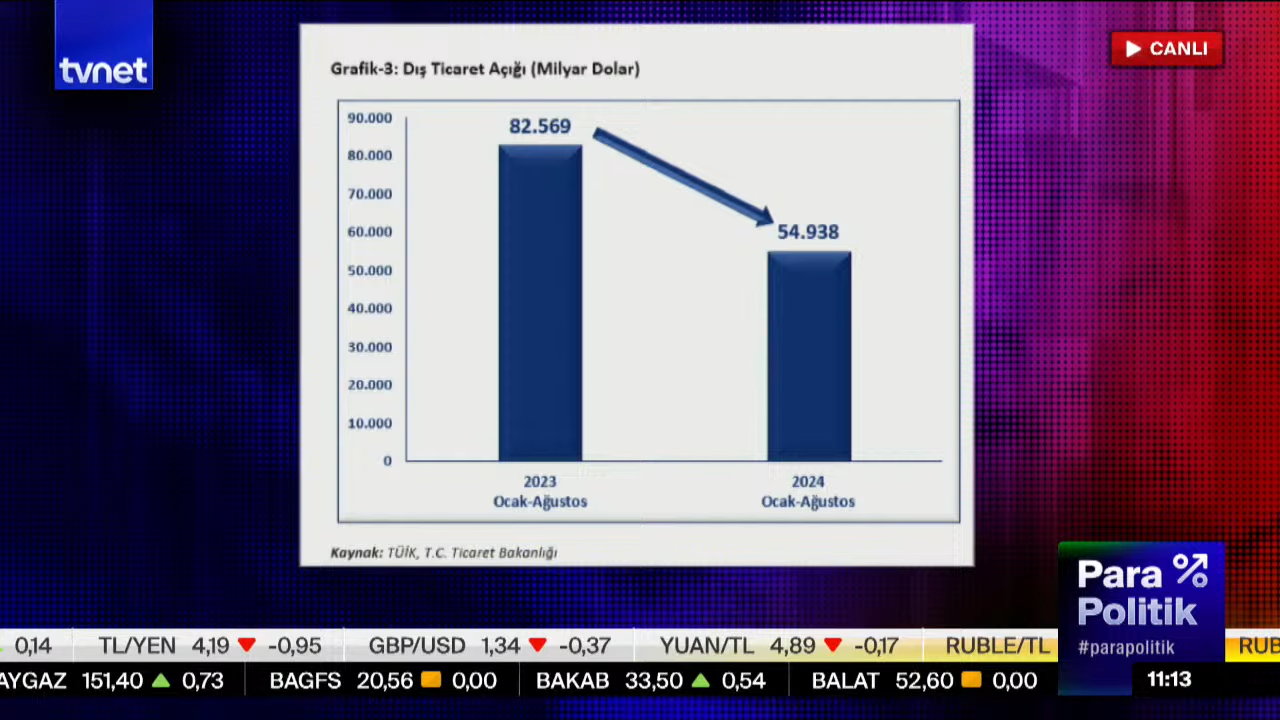 tvnet
CANLI
Grafik-3: Dış Ticaret Açığı (Milyar Dolar)
90.000
80.000
70.000
60.000
50.000
40.000
30.000
20.000
10.000
0
82.569
54.938
2023
Ocak-Ağustos
2024
Ocak-Ağustos
Kaynak: TÜİK, T.C. Ticaret Bakanlığı
Para
Politik
#parapolitik
0,14 TL/YEN 4,19 -0,95 GBP/USD 1,34 -0,37 YUAN/TL 4,89 -0,17 RUBLE/TL RUB
AYGAZ 151,40 0,73 BAGFS 20,56 0,00 BAKAB 33,50 0,54 BALAT 52,60 0,00 11:13